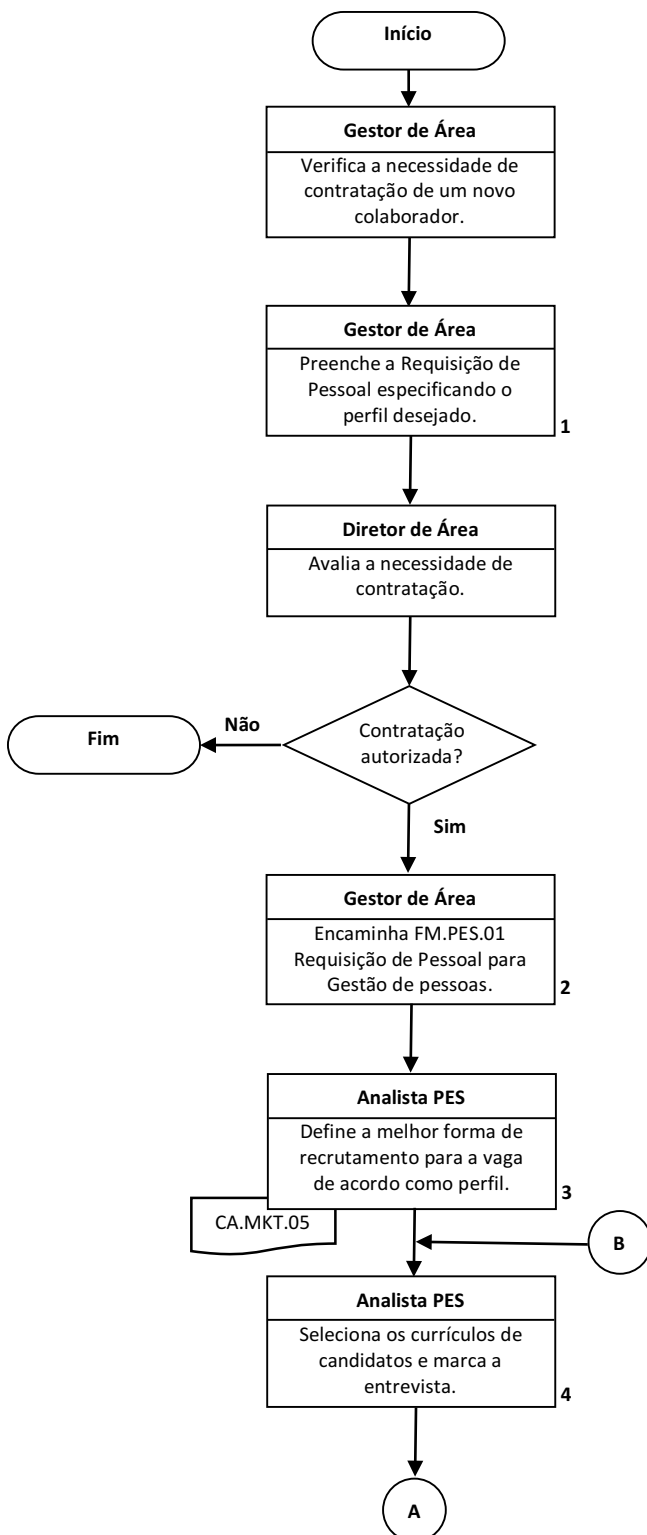 Início
Gestor de Área
Verifica a necessidade de
contratação de um novo
colaborador.
Gestor de Área
Preenche a Requisição de
Pessoal especificando o
perfil desejado.
1
Diretor de Área
Avalia a necessidade de
contratação.
Contratação
autorizada?
Não
Fim
Sim
Gestor de Área
Encaminha FM.PES.01
Requisição de Pessoal para
Gestão de pessoas.
2
Analista PES
Define a melhor forma de
recrutamento para a vaga
de acordo como perfil.
3
CA.MKT.05
B
Analista PES
Seleciona os currículos de
candidatos e marca a
entrevista.
4
A